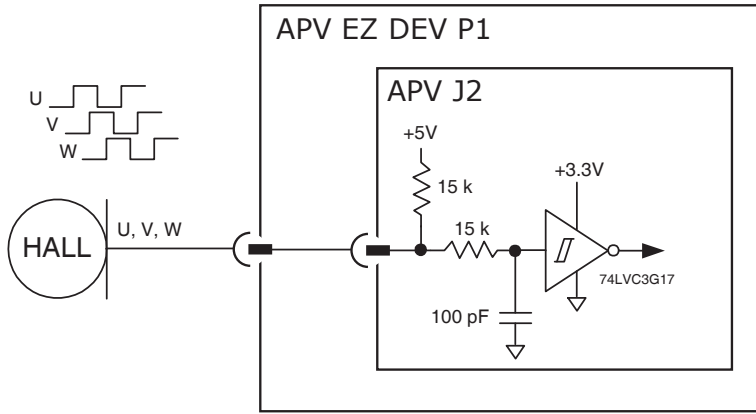 APV EZ DEV P1
APV J2
U
V
W
+5V
15 k
+3.3V
15 k
HALL
U, V, W
74LVC3G17
100 pF